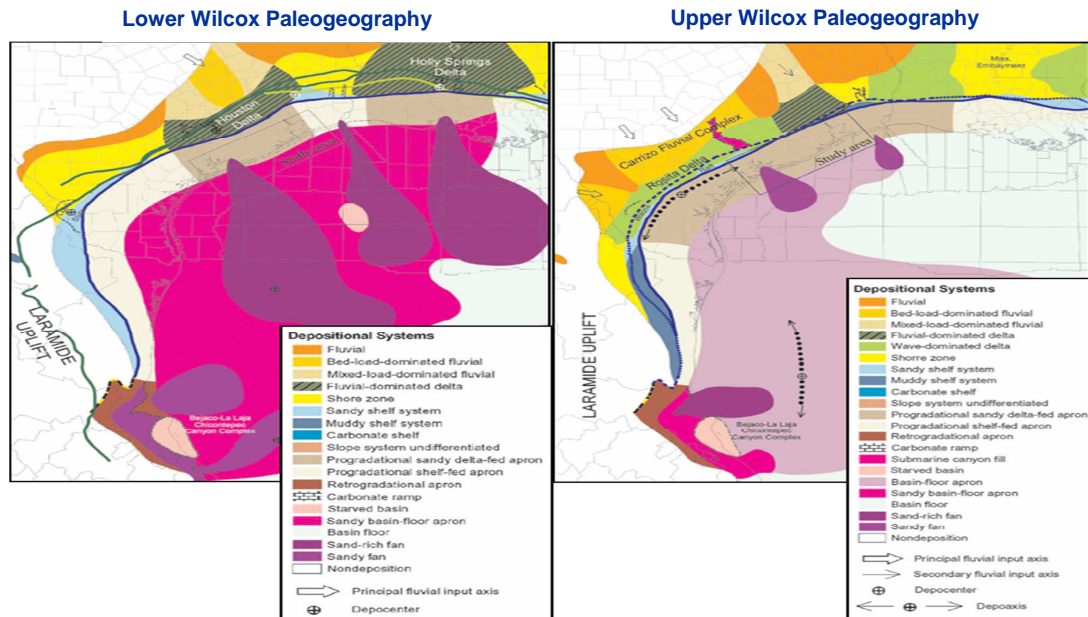 Lower Wilcox Paleogeography
Upper Wilcox Paleogeography
Holly Springs
Delta
Houston
Delta
Study area
LARAMIDE
UPLIFT
Bejaco-La Laja
Chicontepec
Canyon Complex
Depositional Systems
Fluvial
Bed-load-dominated fluvial
Mixed-load-dominated fluvial
Fluvial-dominated delta
Shore zone
Sandy shelf system
Muddy shelf system
Carbonate shelf
Slope system undifferentiated
Progradational sandy delta-fed apron
Progradational shelf-fed apron
Retrogradational apron
Carbonate ramp
Starved basin
Sandy basin-floor apron
Basin floor
Sand-rich fan
Sandy fan
Nondeposition
Principal fluvial input axis
Depocenter
Miss.
Embayment
Carrizo Fluvial Complex
Rosita Delta
Study area
LARAMIDE UPLIFT
Bejaco-La Laja
Chicontepec
Canyon Complex
Depositional Systems
Fluvial
Bed-load-dominated fluvial
Mixed-load-dominated fluvial
Fluvial-dominated delta
Wave-dominated delta
Shorre zone
Sandy shelf system
Muddy shelf system
Carbonate shelf
Slope system undifferentiated
Progradational sandy delta-fed apron
Progradational shelf-fed apron
Retrogradational apron
Carbonate ramp
Submarine canyon fill
Starved basin
Basin-floor apron
Sandy basin-floor apron
Basin floor
Sand-rich fan
Sandy fan
Nondeposition
Principal fluvial input axis
Secondary fluvial input axis
Depocenter
Depoaxis